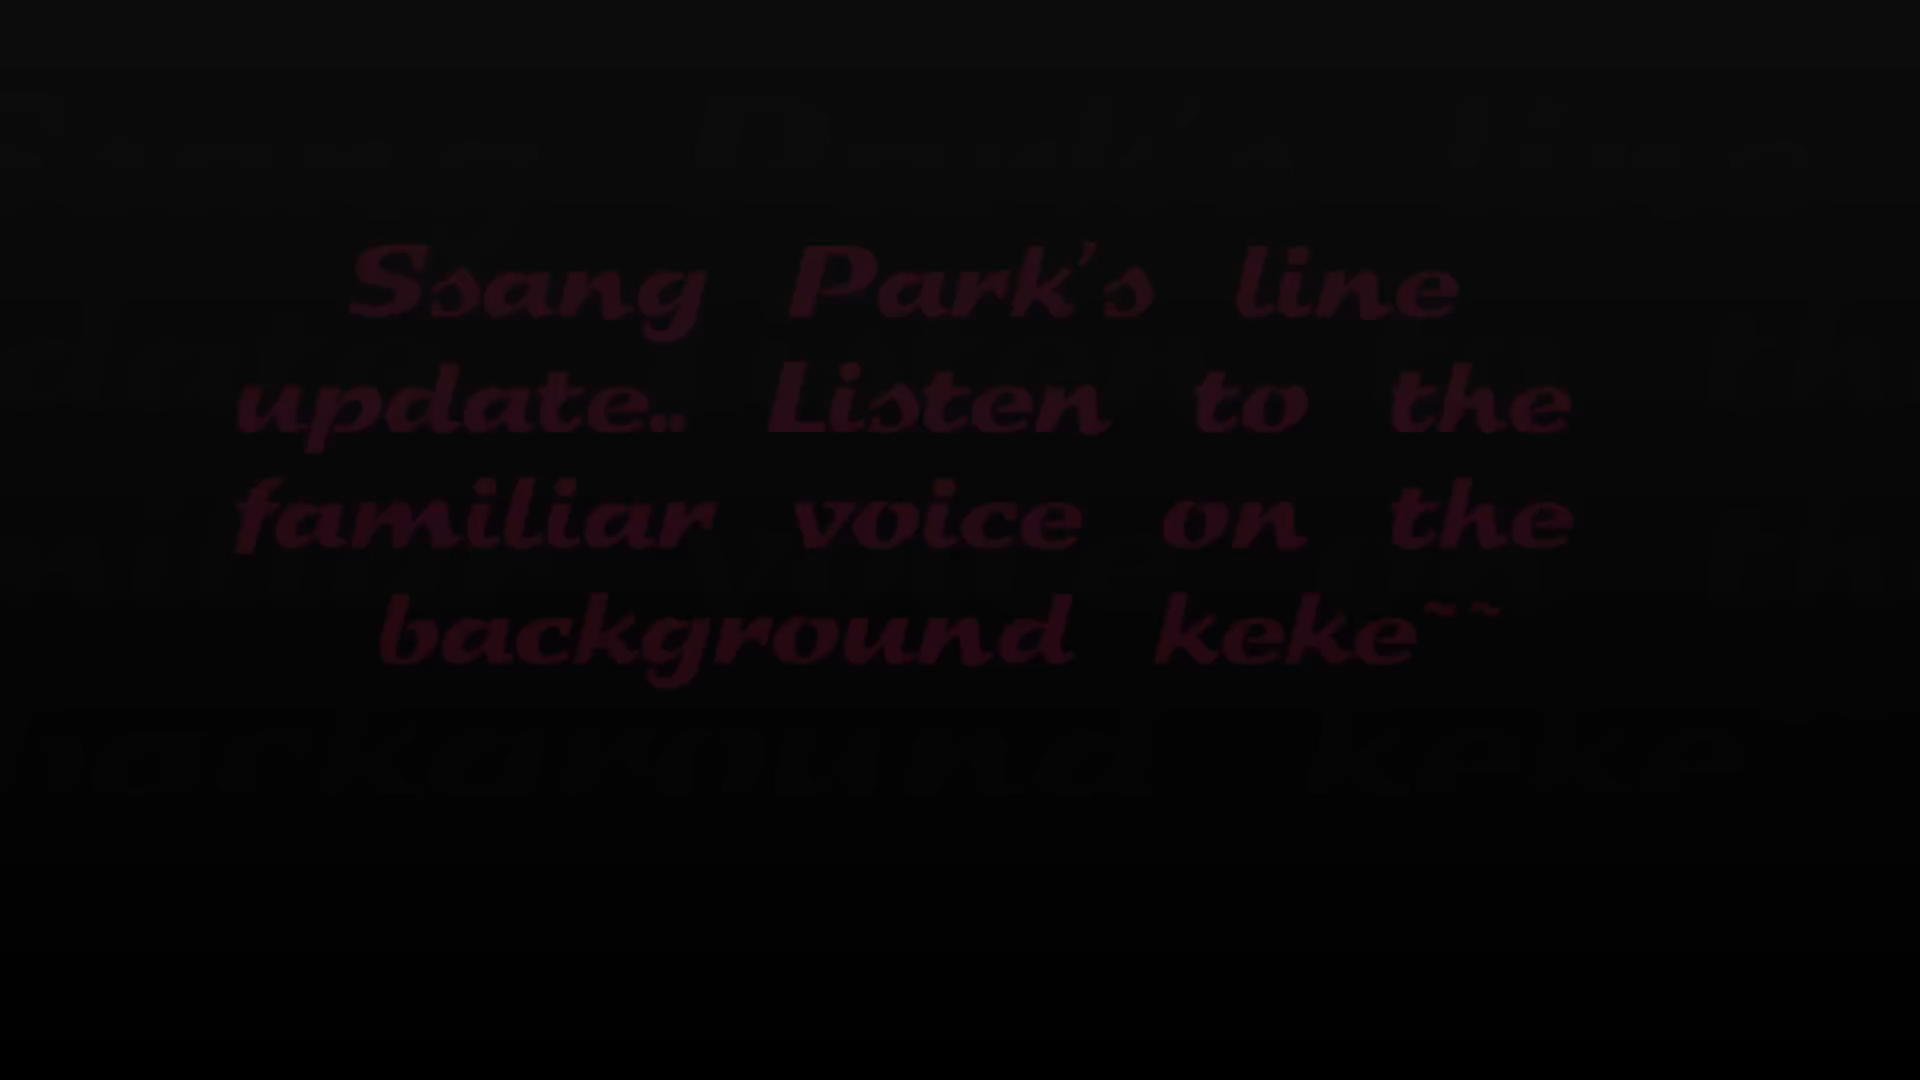 Ssang Park's line
update.. Listen to the
familiar voice on the
background keke~~